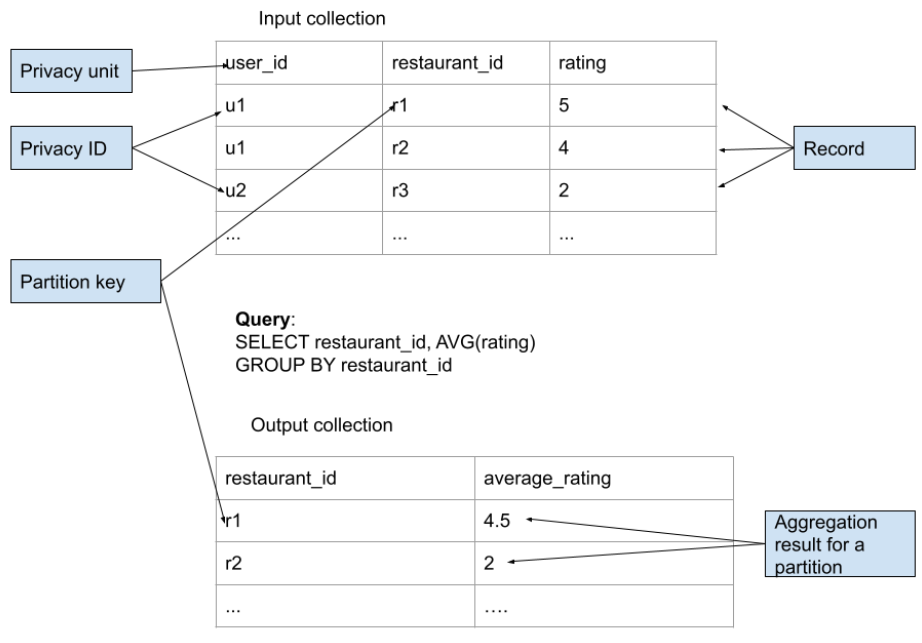 Input collection
Privacy unit
user_id restaurant_id rating
u1 r1 5
Privacy ID
u1 r2 4
Record
u2 r3 2
... ... ...
Partition key
Query:
SELECT restaurant_id, AVG(rating)
GROUP BY restaurant_id
Output collection
restaurant_id average_rating
r1 4.5
r2 2
... ....
Aggregation
result for a
partition